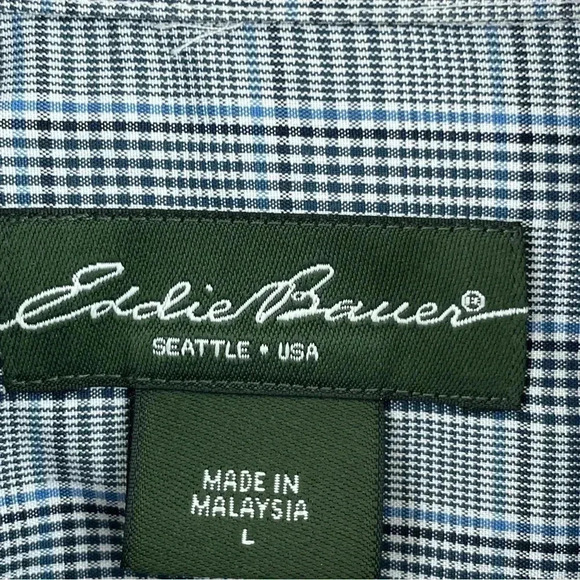 Eddie Bauer®
SEATTLE • USA
MADE IN
MALAYSIA
L